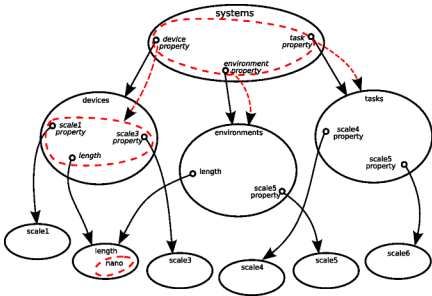 systems
device
property
task
property
environment
property
devices
tasks
scale1
property
scale3
property
length
environments
scale4
property
length
scale5
property
scale5
property
scale1
length
nano
scale3
scale4
scale5
scale6